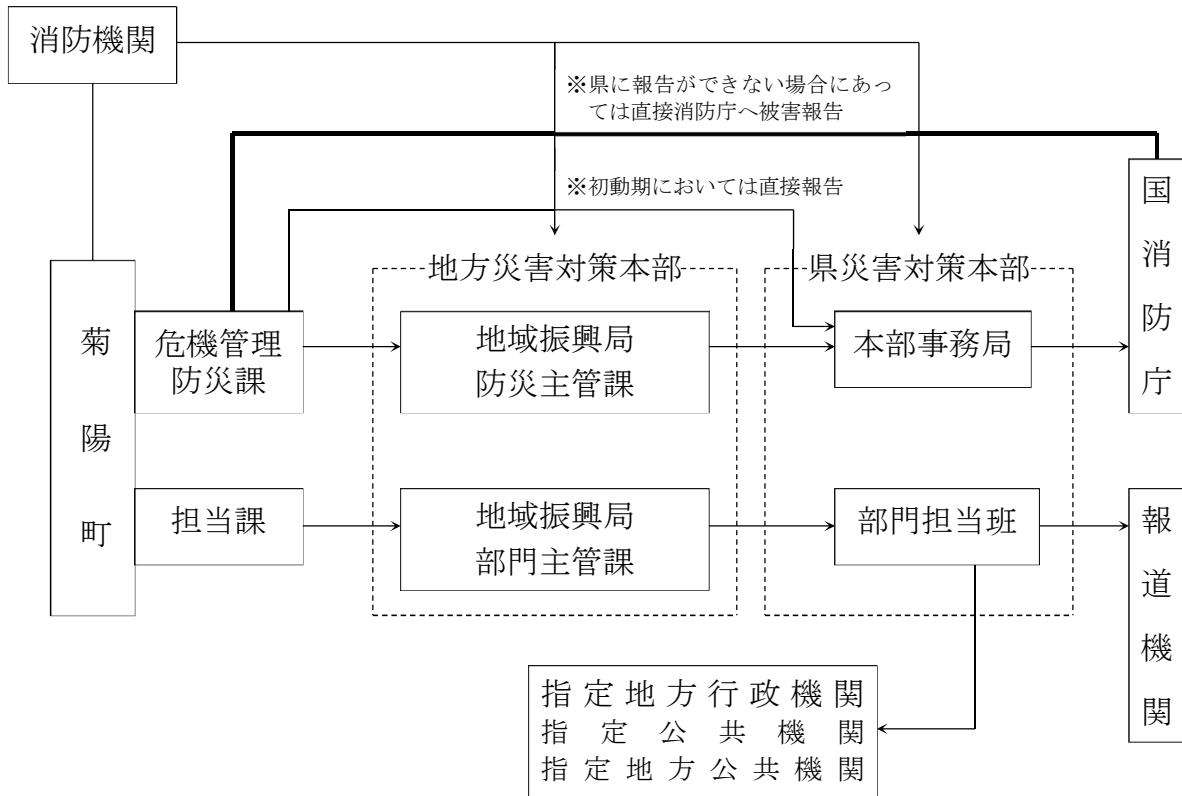 消防機関
※県に報告ができない場合にあっ
ては直接消防庁へ被害報告
※初動期においては直接報告
国消防庁
地方災害対策本部
県災害対策本部
菊陽町
危機管理
防災課
地域振興局
防災主管課
本部事務局
担当課
地域振興局
部門主管課
部門担当班
報道機関
指定地方行政機関
指定公共機関
指定地方公共機関